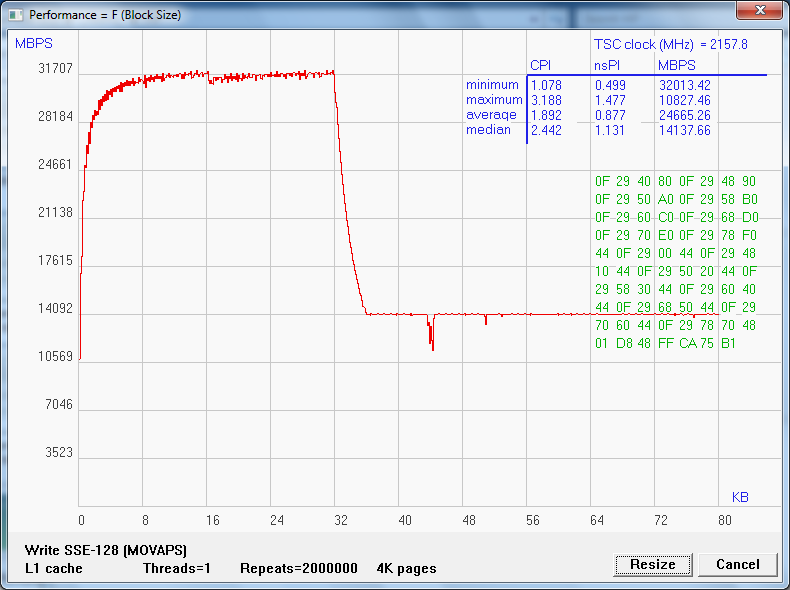 Performance = F (Block Size)
MBPS
TSC clock (MHz) = 2157.8
CPI nsPI MBPS
minimum 1.078 0.499 32013.42
maximum 3.188 1.477 10827.46
average 1.892 0.877 24665.26
median 2.442 1.131 14137.66
31707
28184
24661
21138
17615
14092
10569
7046
3523
0F 29 40 80 0F 29 48 90
0F 29 50 A0 0F 29 58 B0
0F 29 60 C0 0F 29 68 D0
0F 29 70 E0 0F 29 78 F0
44 0F 29 00 44 0F 29 48
10 44 0F 29 50 20 44 0F
29 58 30 44 0F 29 60 40
44 0F 29 68 50 44 0F 29
70 60 44 0F 29 78 70 48
01 D8 48 FF CA 75 B1
KB
0 8 16 24 32 40 48 56 64 72 80
Write SSE-128 (MOVAPS)
L1 cache Threads=1 Repeats=2000000 4K pages
Resize Cancel